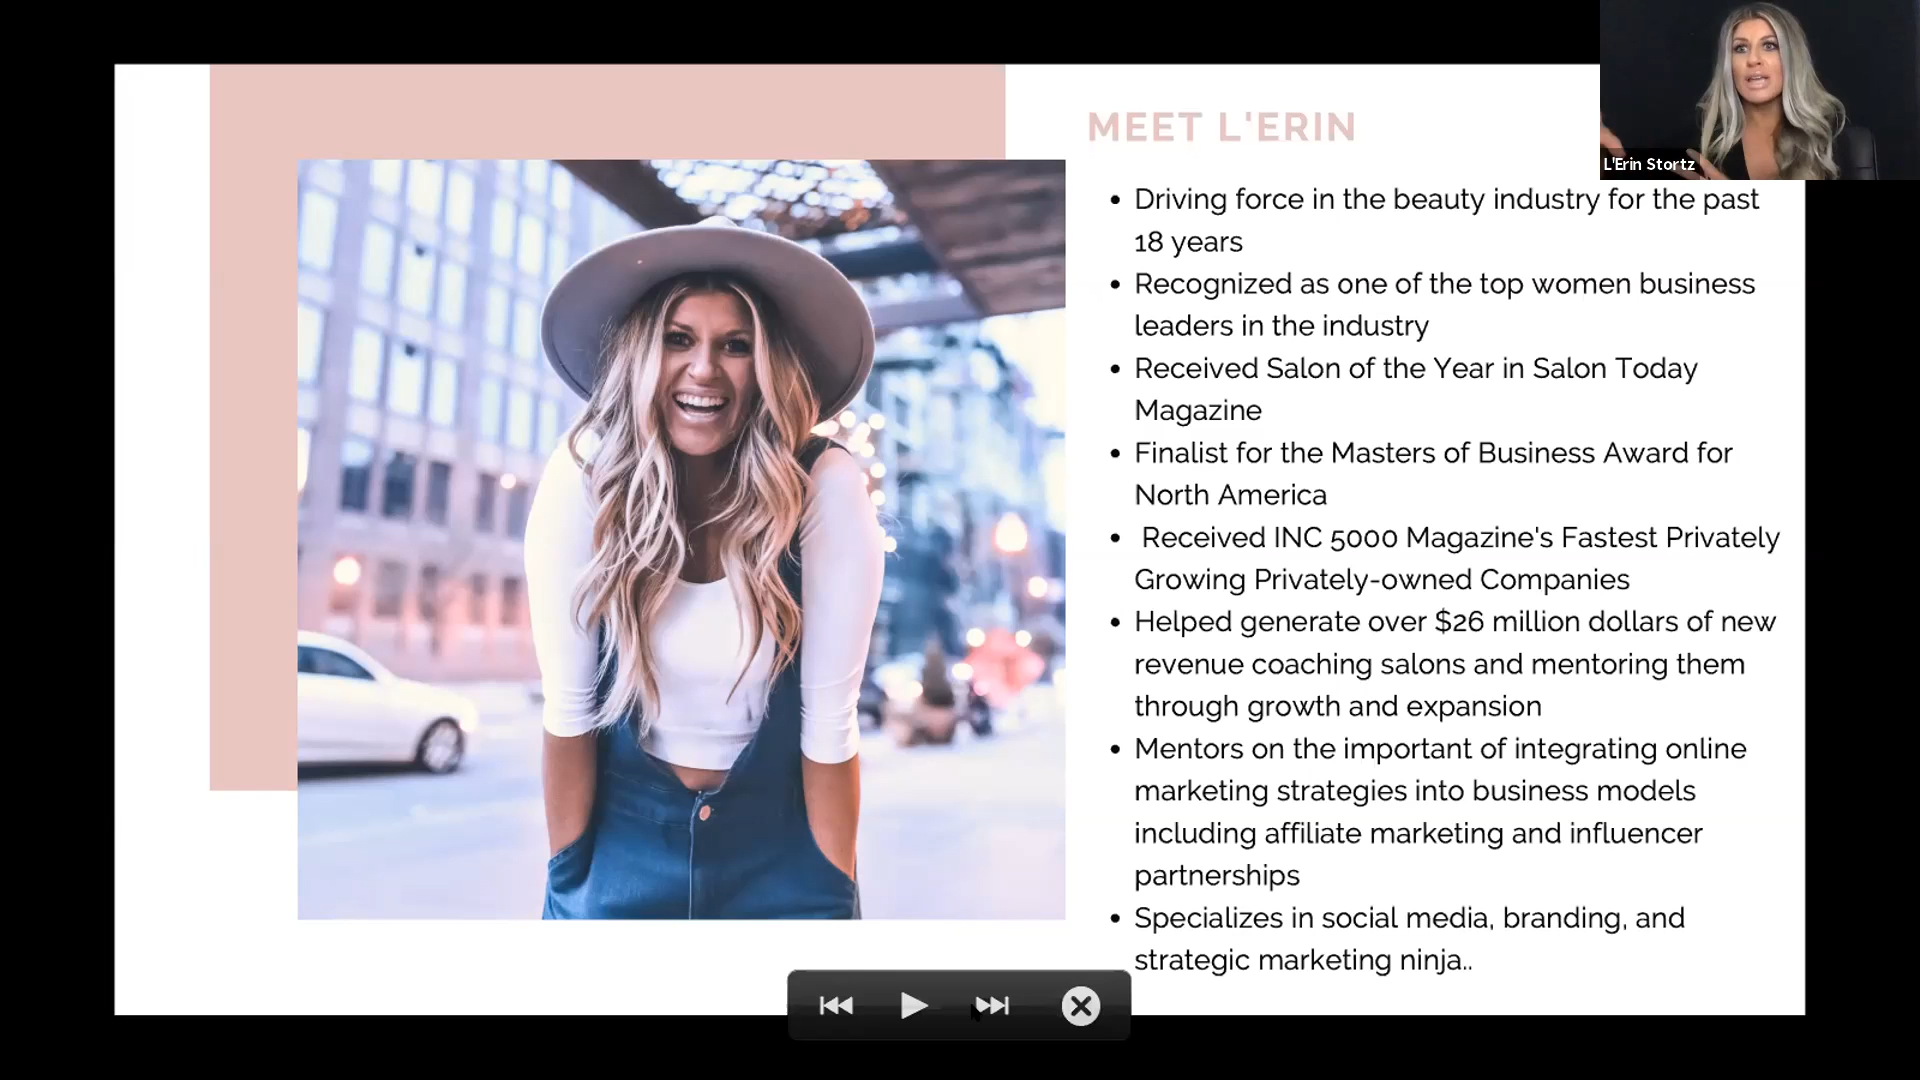 MEET L'ERIN
L'Erin Stortz
• Driving force in the beauty industry for the past
18 years
• Recognized as one of the top women business
leaders in the industry
• Received Salon of the Year in Salon Today
Magazine
• Finalist for the Masters of Business Award for
North America
• Received INC 5000 Magazine's Fastest Privately
Growing Privately-owned Companies
• Helped generate over $26 million dollars of new
revenue coaching salons and mentoring them
through growth and expansion
• Mentors on the important of integrating online
marketing strategies into business models
including affiliate marketing and influencer
partnerships
• Specializes in social media, branding, and
strategic marketing ninja..